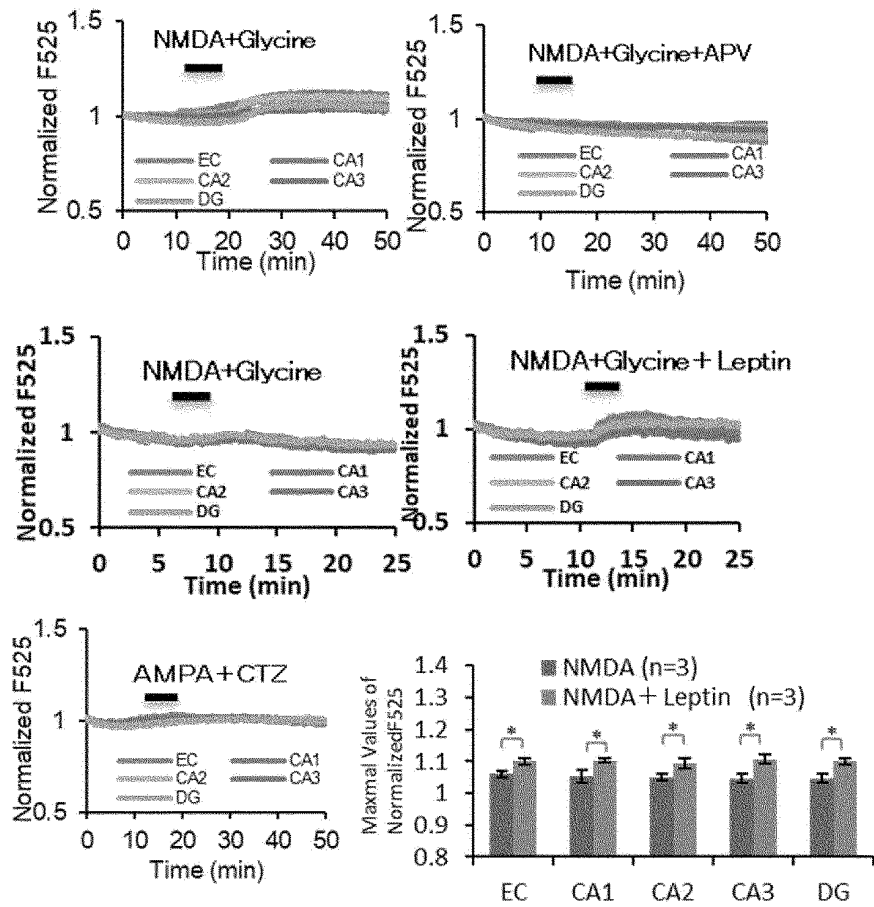 Normalized F525
1.5
1
0.5
NMDA+Glycine
EC
CA1
CA2
CA3
DG
0 10 20 30 40 50
Time (min)
Normalized F525
1.5
1
0.5
NMDA+Glycine+APV
EC
CA1
CA2
CA3
DG
0 10 20 30 40 50
Time (min)
Normalized F525
1.5
1
0.5
NMDA+Glycine
EC
CA1
CA2
CA3
DG
0 5 10 15 20 25
Time (min)
Normalized F525
1.5
1
0.5
NMDA+Glycine+Leptin
EC
CA1
CA2
CA3
DG
0 5 10 15 20 25
Time (min)
Normalized F525
1.5
1
0.5
AMPA+CTZ
EC
CA1
CA2
CA3
DG
0 10 20 30 40 50
Time (min)
Maxmal Values of
NormalizedF525
1.4
1.3
1.2
1.1
1
0.9
0.8
NMDA (n=3)
NMDA+Leptin (n=3)
* * * * *
EC CA1 CA2 CA3 DG